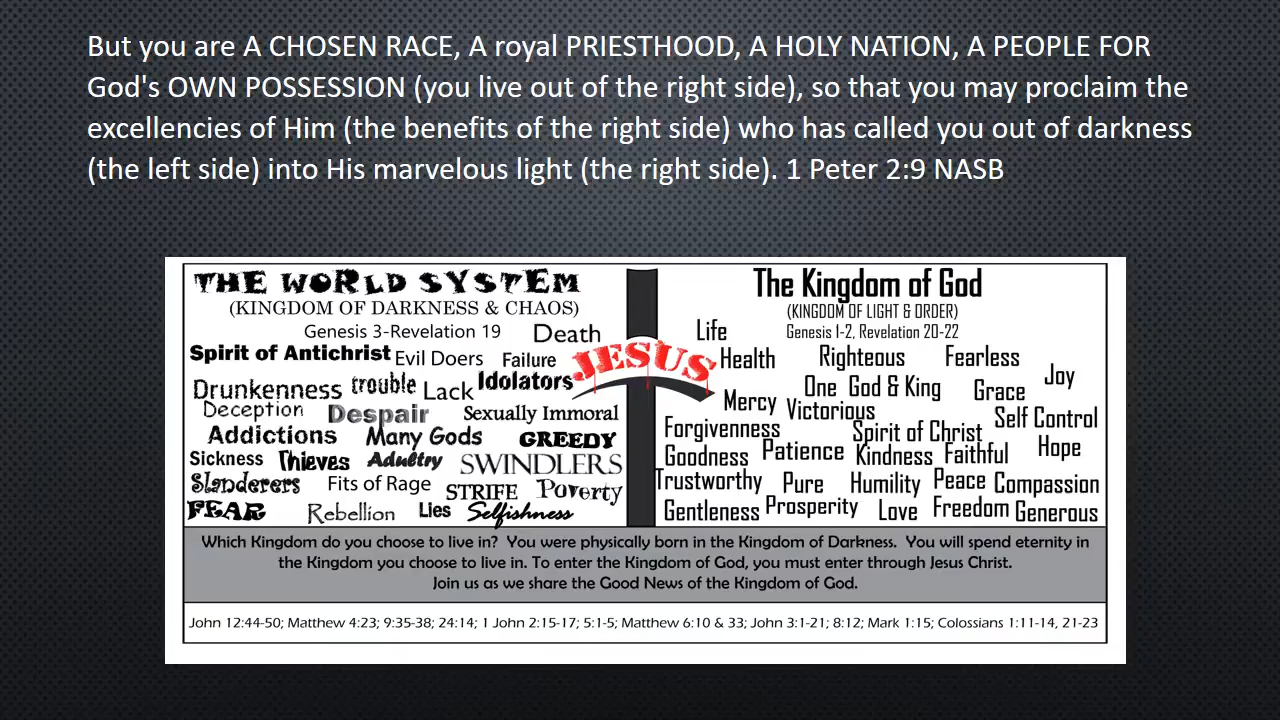 But you are A CHOSEN RACE, A royal PRIESTHOOD, A HOLY NATION, A PEOPLE FOR
God's OWN POSSESSION (you live out of the right side), so that you may proclaim the
excellencies of Him (the benefits of the right side) who has called you out of darkness
(the left side) into His marvelous light (the right side). 1 Peter 2:9 NASB
THE WORLD SYSTEM
(KINGDOM OF DARKNESS & CHAOS)
Genesis 3-Revelation 19 Death
Spirit of Antichrist Evil Doers Failure
Drunkenness trouble Lack Idolators
Deception Despair Sexually Immoral
Addictions Many Gods GREEDY
Sickness Thieves Adultry SWINDLERS
Slanderers Fits of Rage STRIFE Poverty
FEAR Rebellion Lies Selfishness
JESUS
The Kingdom of God
(KINGDOM OF LIGHT & ORDER)
Life Genesis 1-2, Revelation 20-22
Health Righteous Fearless
One God & King Grace Joy
Mercy Victorious Self Control
Forgiveness Spirit of Christ
Goodness Patience Kindness Faithful Hope
Trustworthy Pure Humility Peace Compassion
Gentleness Prosperity Love Freedom Generous
Which Kingdom do you choose to live in? You were physically born in the Kingdom of Darkness. You will spend eternity in
the Kingdom you choose to live in. To enter the Kingdom of God, you must enter through Jesus Christ.
Join us as we share the Good News of the Kingdom of God.
John 12:44-50; Matthew 4:23; 9:35-38; 24:14; 1 John 2:15-17; 5:1-5; Matthew 6:10 & 33; John 3:1-21; 8:12; Mark 1:15; Colossians 1:11-14, 21-23